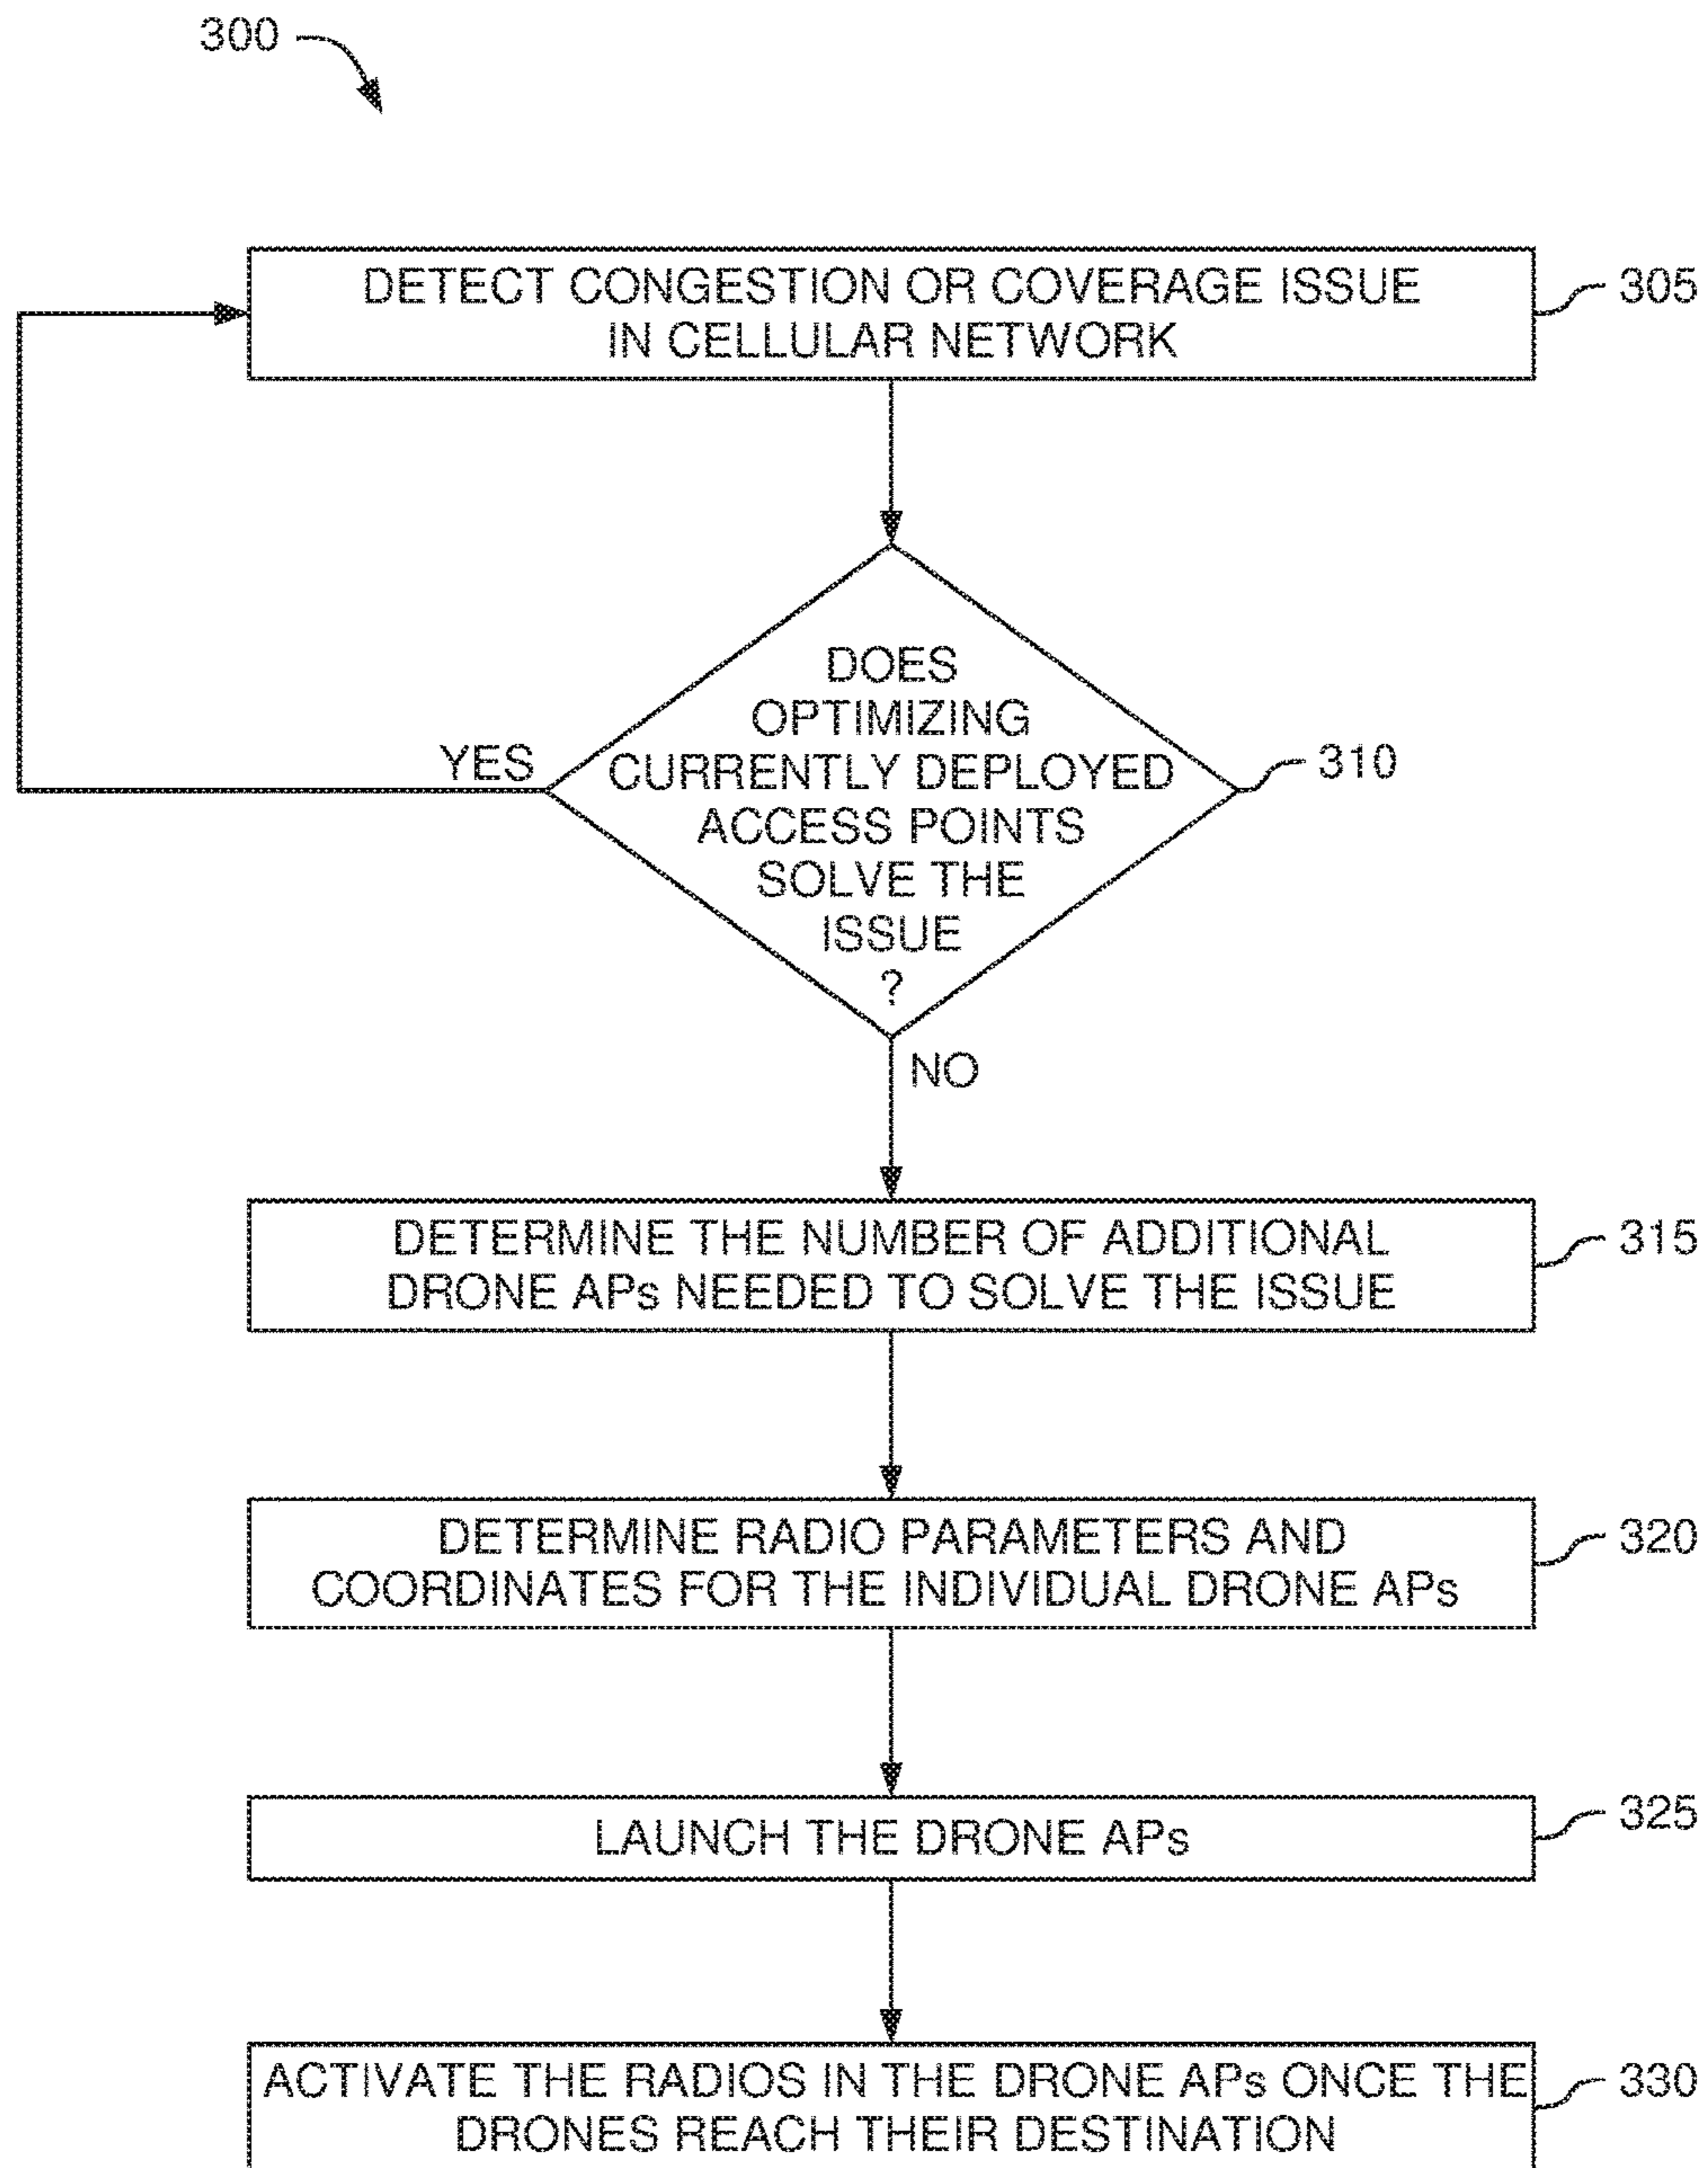 300
DETECT CONGESTION OR COVERAGE ISSUE
IN CELLULAR NETWORK
305
DOES
OPTIMIZING
CURRENTLY DEPLOYED
ACCESS POINTS
SOLVE THE
ISSUE
?
310
YES
NO
DETERMINE THE NUMBER OF ADDITIONAL
DRONE APs NEEDED TO SOLVE THE ISSUE
315
DETERMINE RADIO PARAMETERS AND
COORDINATES FOR THE INDIVIDUAL DRONE APs
320
LAUNCH THE DRONE APs
325
ACTIVATE THE RADIOS IN THE DRONE APs ONCE THE
DRONES REACH THEIR DESTINATION
330